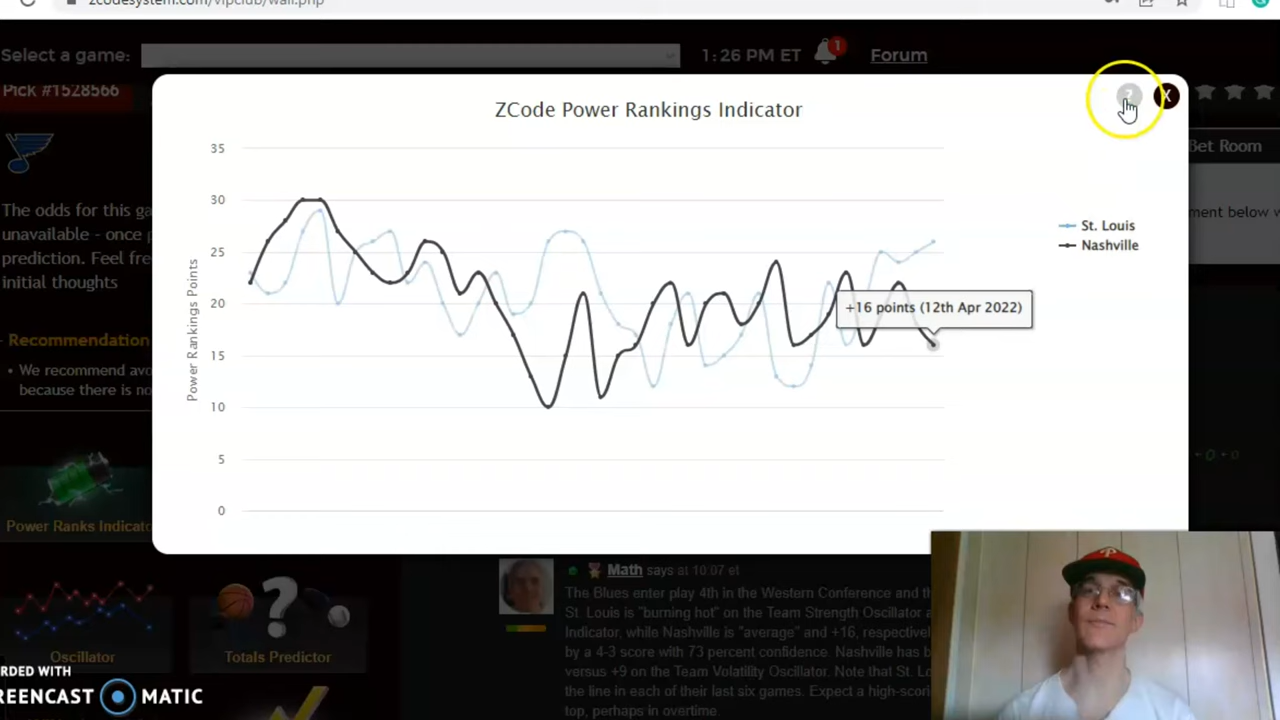 zcodesystem.com/vipclub/wall.php
Select a game:
1:26 PM ET
1
Forum
Pick #1528566
ZCode Power Rankings Indicator
?
X
Bet Room
35
30
25
20
15
10
5
0
Power Rankings Points
St. Louis
Nashville
+16 points (12th Apr 2022)
The odds for this ga
unavailable - once
prediction. Feel fre
initial thoughts
ment below
Recommendation
• We recommend avo
because there is no
Power Ranks Indicato
Oscillator
?
Totals Predictor
Math says at 10:07 et
The Blues enter play 4th in the Western Conference and th
St. Louis is "burning hot" on the Team Strength Oscillator a
Indicator, while Nashville is "average" and +16, respectivel
by a 4-3 score with 73 percent confidence. Nashville has b
versus +9 on the Team Volatility Oscillator. Note that St. Lo
the line in each of their last six games. Expect a high-scori
top, perhaps in overtime
RDED WITH
REENCAST MATIC
P